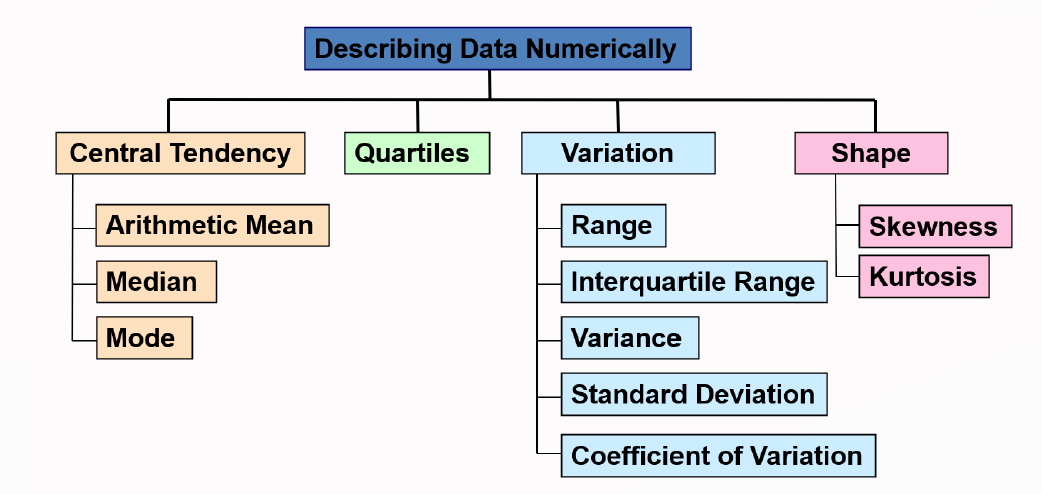 Describing Data Numerically
Central Tendency
Quartiles
Variation
Shape
Arithmetic Mean
Median
Mode
Range
Interquartile Range
Variance
Standard Deviation
Coefficient of Variation
Skewness
Kurtosis